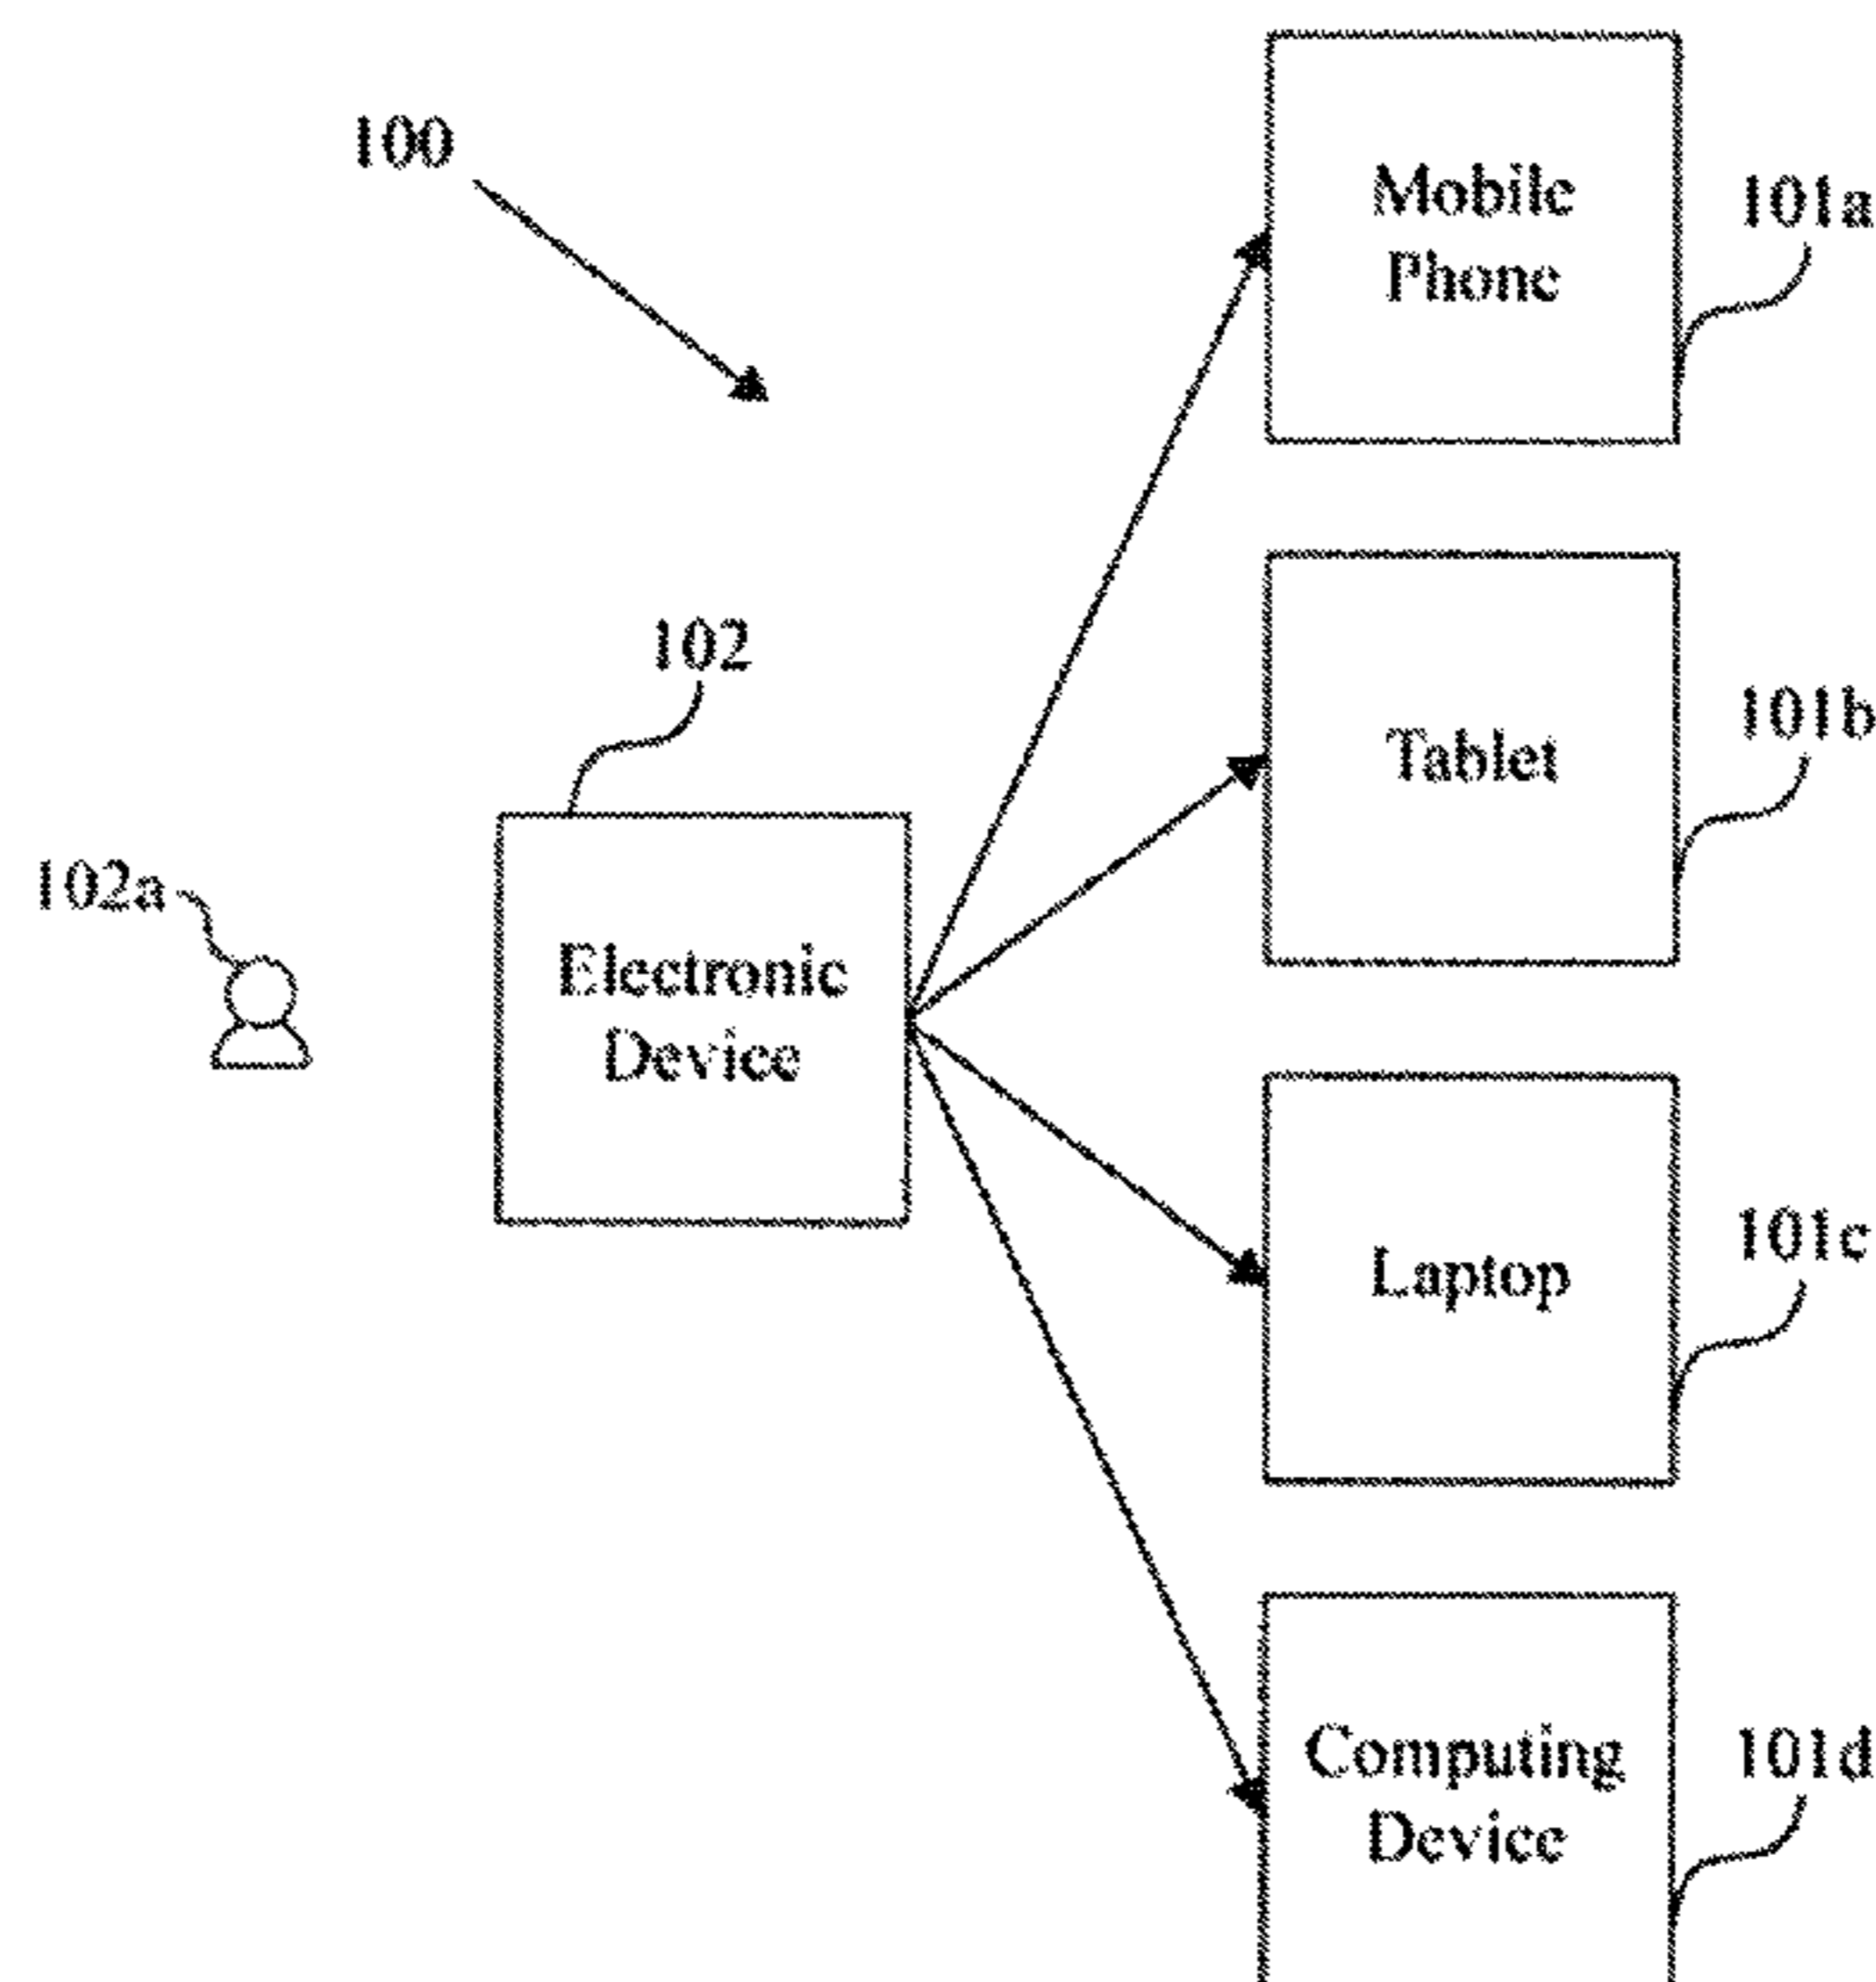 100
Mobile
Phone
101a
102
Tablet
101b
102a
Electronic
Device
Laptop
101c
Computing
Device
101d